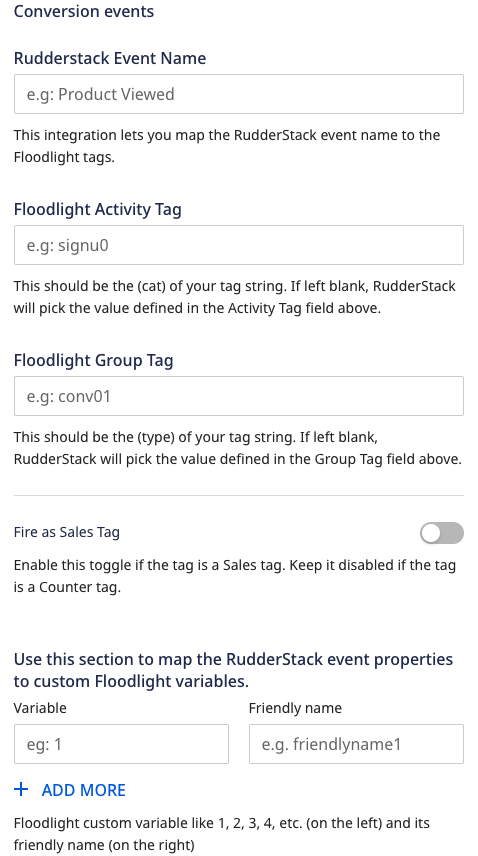 Conversion events
Rudderstack Event Name
e.g: Product Viewed
This integration lets you map the RudderStack event name to the
Floodlight tags.
Floodlight Activity Tag
e.g: signu0
This should be the (cat) of your tag string. If left blank, RudderStack
will pick the value defined in the Activity Tag field above.
Floodlight Group Tag
e.g: conv01
This should be the (type) of your tag string. If left blank,
RudderStack will pick the value defined in the Group Tag field above.
Fire as Sales Tag
Enable this toggle if the tag is a Sales tag. Keep it disabled if the tag
is a Counter tag.
Use this section to map the RudderStack event properties
to custom Floodlight variables.
Variable Friendly name
eg: 1 e.g. friendlyname1
+ ADD MORE
Floodlight custom variable like 1, 2, 3, 4, etc. (on the left) and its
friendly name (on the right)